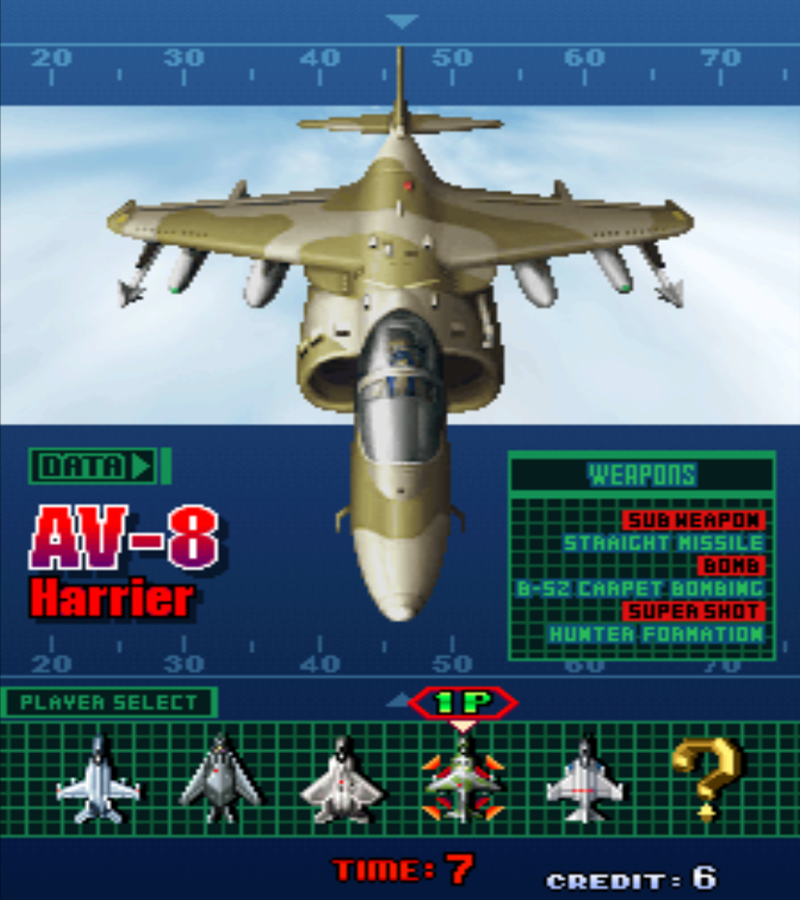 20 30 40 50 60 70
DATA
AV-8
Harrier
WEAPONS
SUB WEAPON
STRAIGHT MISSILE
BOMB
B-52 CARPET BOMBING
SUPER SHOT
HUNTER FORMATION
20 30 40 50 60 70
PLAYER SELECT
1P
?
TIME: 7
CREDIT: 6